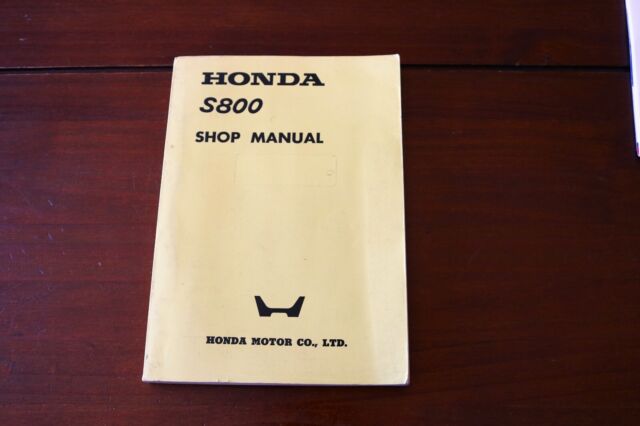 HONDA
S800
SHOP MANUAL
HONDA MOTOR CO., LTD.